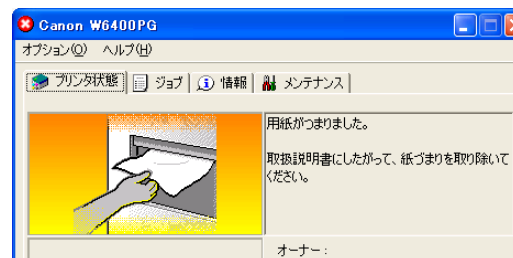 Canon W6400PG
オプション(O) ヘルプ(H)
プリンタ状態 ジョブ 情報 メンテナンス
用紙がつまりました。
取扱説明書にしたがって、紙づまりを取り除いて
ください。
オーナー :